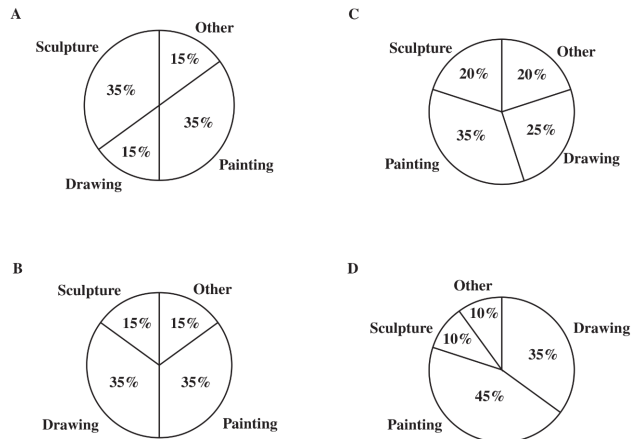 A
Other
Sculpture
15%
35%
35%
15%
Painting
Drawing
C
Sculpture
Other
20%
20%
35%
25%
Painting
Drawing
B
Sculpture
Other
15%
15%
35%
35%
Drawing
Painting
D
Other
10%
Sculpture
Drawing
10%
35%
45%
Painting